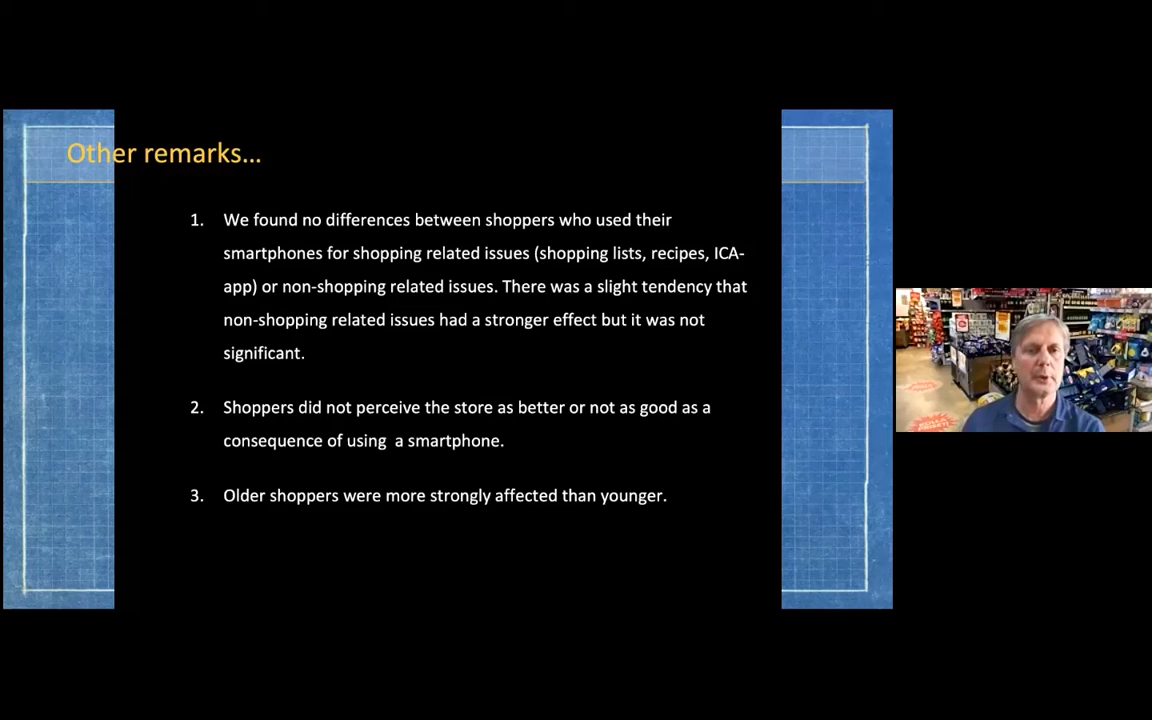 Other remarks...
1. We found no differences between shoppers who used their
smartphones for shopping related issues (shopping lists, recipes, ICA-
app) or non-shopping related issues. There was a slight tendency that
non-shopping related issues had a stronger effect but it was not
significant.
2. Shoppers did not perceive the store as better or not as good as a
consequence of using  a smartphone.
3. Older shoppers were more strongly affected than younger.